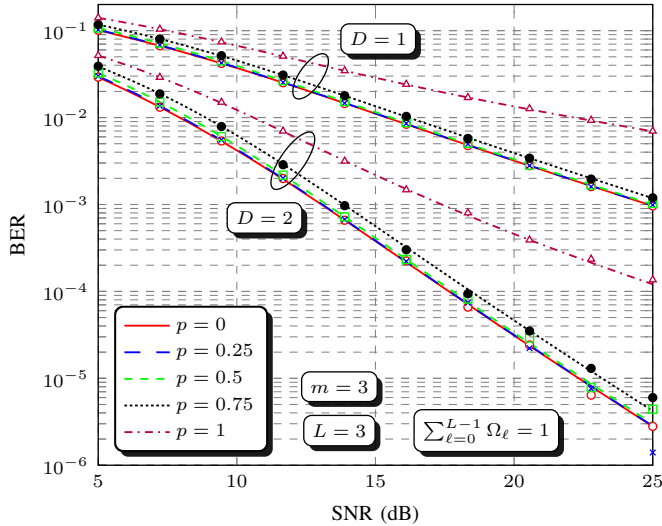 10^{-1}
10^{-2}
10^{-3}
10^{-4}
10^{-5}
10^{-6}
BER
D = 1
D = 2
p = 0
p = 0.25
p = 0.5
p = 0.75
p = 1
m = 3
L = 3
\sum_{\ell=0}^{L-1} \Omega_\ell = 1
5 10 15 20 25
SNR (dB)